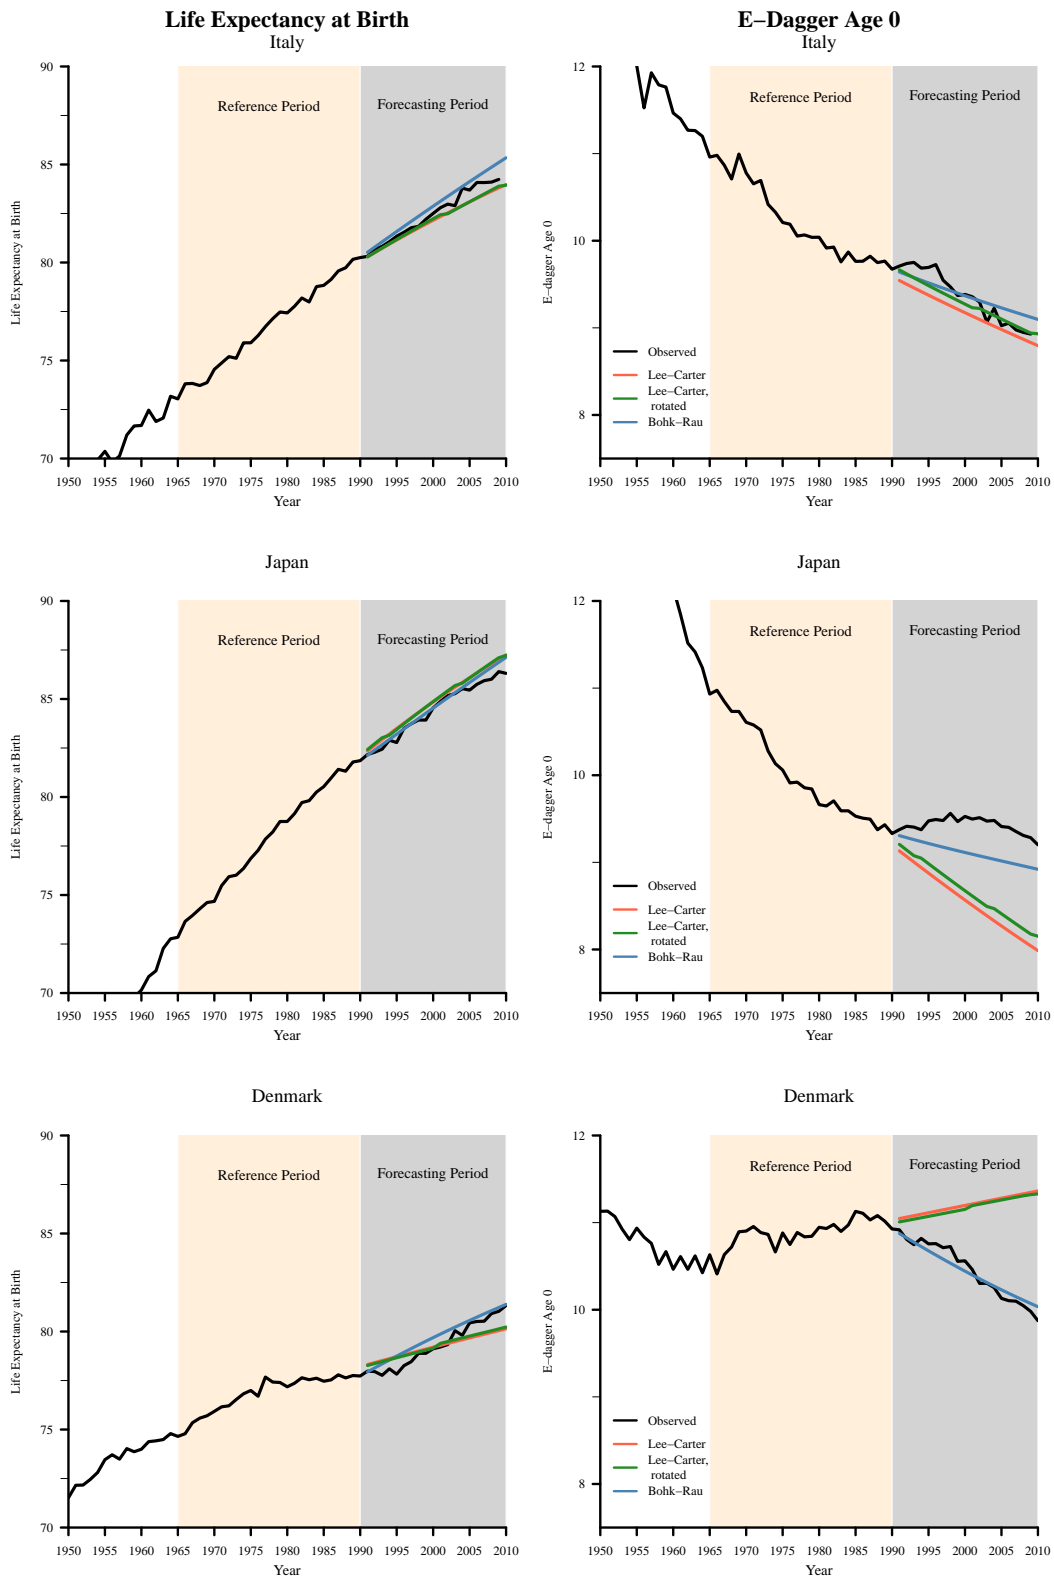 Life Expectancy at Birth
Italy
90
85
80
75
70
Life Expectancy at Birth
Reference Period
Forecasting Period
1950 1955 1960 1965 1970 1975 1980 1985 1990 1995 2000 2005 2010
Year
E−Dagger Age 0
Italy
12
10
8
E−dagger Age 0
Reference Period
Forecasting Period
Observed
Lee−Carter
Lee−Carter,
rotated
Bohk−Rau
1950 1955 1960 1965 1970 1975 1980 1985 1990 1995 2000 2005 2010
Year
Japan
90
85
80
75
70
Life Expectancy at Birth
Reference Period
Forecasting Period
1950 1955 1960 1965 1970 1975 1980 1985 1990 1995 2000 2005 2010
Year
Japan
12
10
8
E−dagger Age 0
Reference Period
Forecasting Period
Observed
Lee−Carter
Lee−Carter,
rotated
Bohk−Rau
1950 1955 1960 1965 1970 1975 1980 1985 1990 1995 2000 2005 2010
Year
Denmark
90
85
80
75
70
Life Expectancy at Birth
Reference Period
Forecasting Period
1950 1955 1960 1965 1970 1975 1980 1985 1990 1995 2000 2005 2010
Year
Denmark
12
10
8
E−dagger Age 0
Reference Period
Forecasting Period
Observed
Lee−Carter
Lee−Carter,
rotated
Bohk−Rau
1950 1955 1960 1965 1970 1975 1980 1985 1990 1995 2000 2005 2010
Year